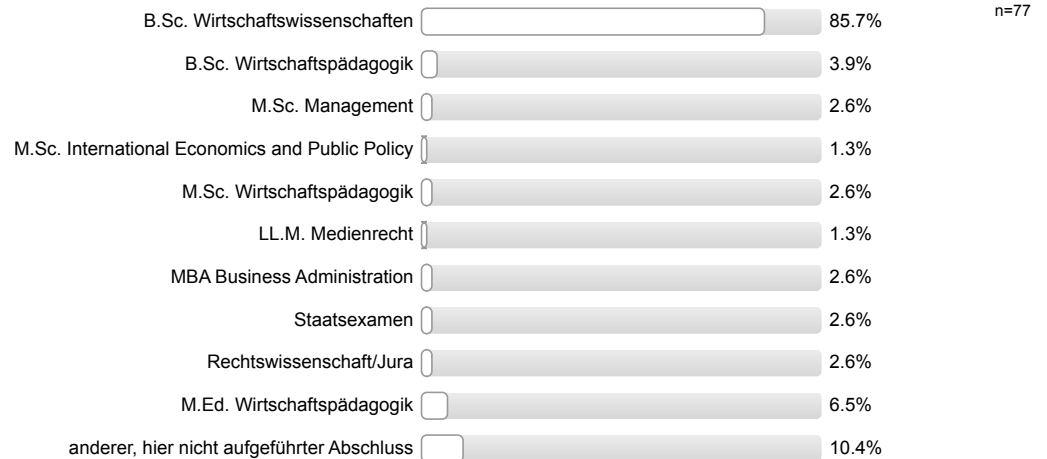 B.Sc. Wirtschaftswissenschaften 85.7% n=77
B.Sc. Wirtschaftspädagogik 3.9%
M.Sc. Management 2.6%
M.Sc. International Economics and Public Policy 1.3%
M.Sc. Wirtschaftspädagogik 2.6%
LL.M. Medienrecht 1.3%
MBA Business Administration 2.6%
Staatsexamen 2.6%
Rechtswissenschaft/Jura 2.6%
M.Ed. Wirtschaftspädagogik 6.5%
anderer, hier nicht aufgeführter Abschluss 10.4%